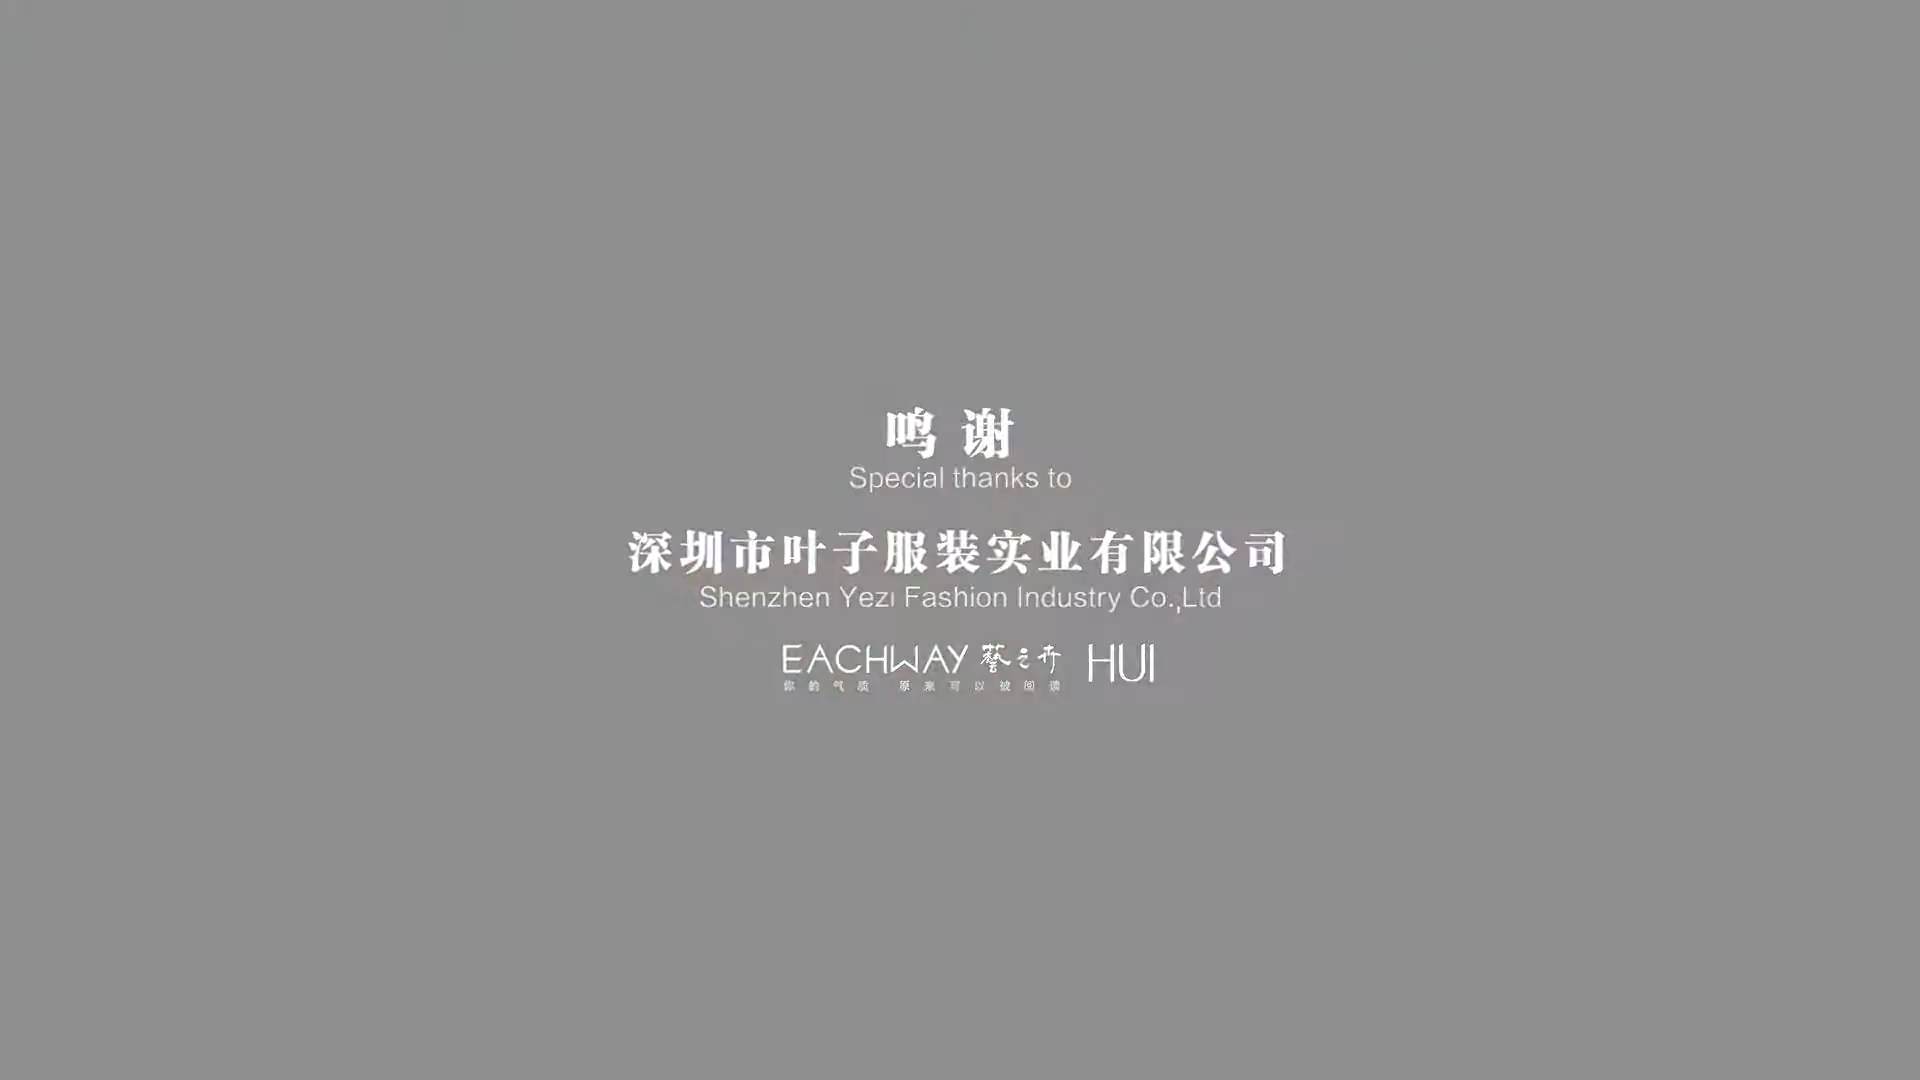 鸣谢
Special thanks to
深圳市叶子服装实业有限公司
Shenzhen Yezi Fashion Industry Co.,Ltd
EACHWAY 藝之卉 HUI
你的气质 原来可以被阅读